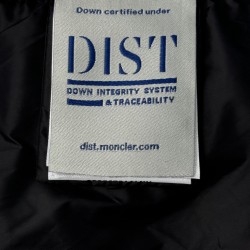 Down certified under
DIST
DOWN INTEGRITY SYSTEM
& TRACEABILITY
dist.moncler.com